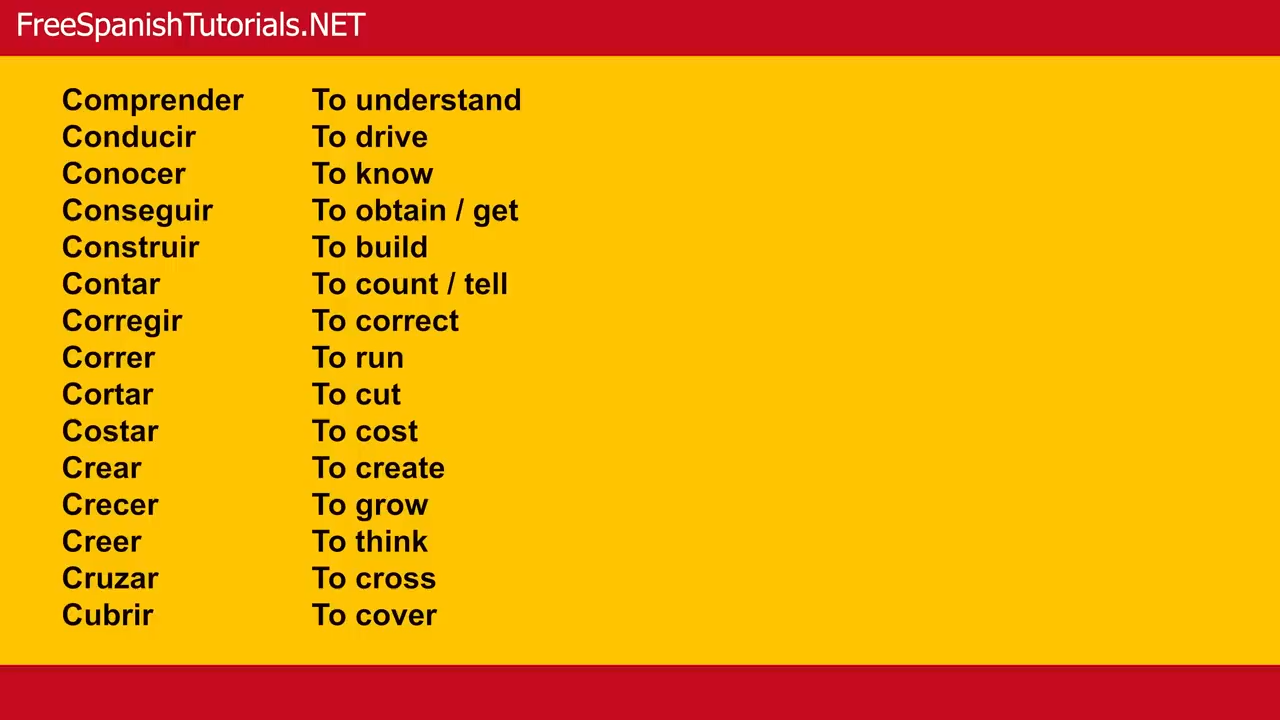 FreeSpanishTutorials.NET
Comprender To understand
Conducir To drive
Conocer To know
Conseguir To obtain / get
Construir To build
Contar To count / tell
Corregir To correct
Correr To run
Cortar To cut
Costar To cost
Crear To create
Crecer To grow
Creer To think
Cruzar To cross
Cubrir To cover